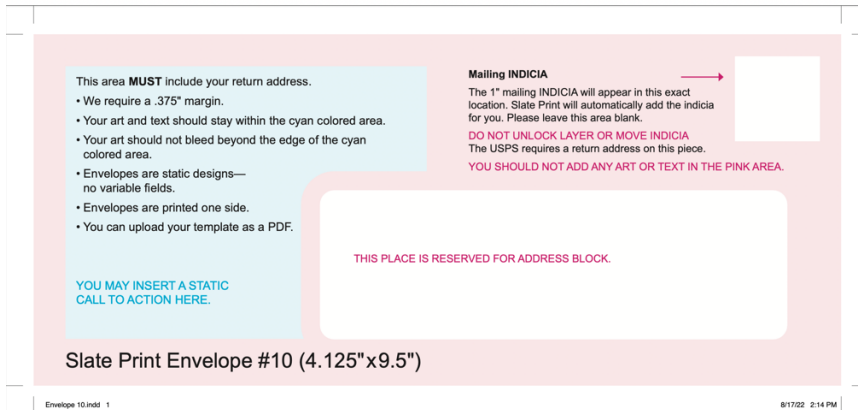 This area MUST include your return address.
• We require a .375" margin.
• Your art and text should stay within the cyan colored area.
• Your art should not bleed beyond the edge of the cyan
colored area.
• Envelopes are static designs—
no variable fields.
• Envelopes are printed one side.
• You can upload your template as a PDF.
YOU MAY INSERT A STATIC
CALL TO ACTION HERE.
Mailing INDICIA
The 1" mailing INDICIA will appear in this exact
location. Slate Print will automatically add the indicia
for you. Please leave this area blank.
DO NOT UNLOCK LAYER OR MOVE INDICIA
The USPS requires a return address on this piece.
YOU SHOULD NOT ADD ANY ART OR TEXT IN THE PINK AREA.
THIS PLACE IS RESERVED FOR ADDRESS BLOCK.
Slate Print Envelope #10 (4.125"x9.5")
Envelope 10.indd 1
8/17/22 2:14 PM